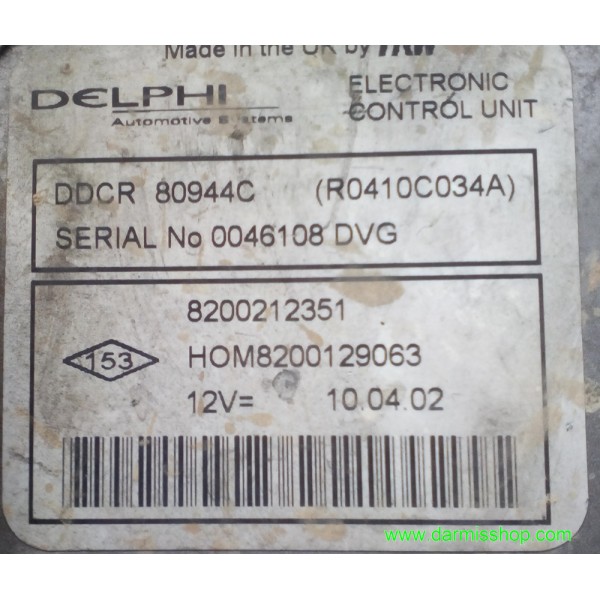 Made in the UK by TRW
DELPHI
Automotive Systems
ELECTRONIC
CONTROL UNIT
DDCR 80944C (R0410C034A)
SERIAL No 0046108 DVG
8200212351
153 HOM8200129063
12V= 10.04.02
www.darmisshop.com